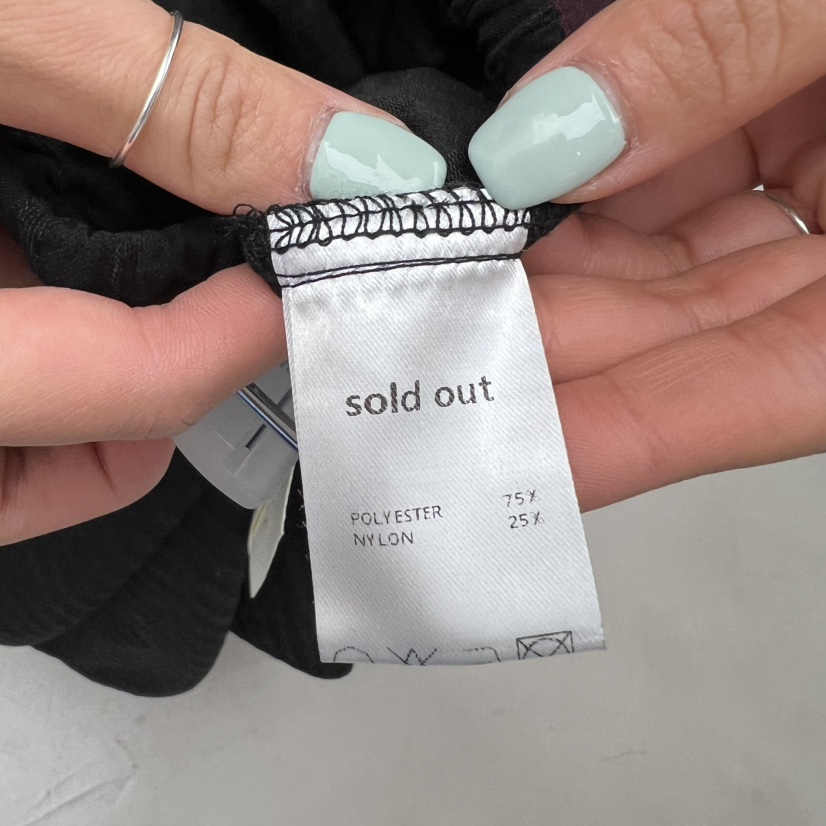 sold out
POLYESTER 75%
NYLON 25%